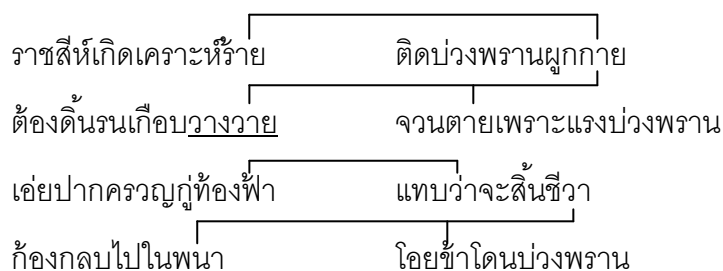 ราชสีห์เกิดเคราะห์ร้าย ติดบ่วงพรานผูกกาย
ต้องดิ้นรนเกือบวางวาย จวนตายเพราะแรงบ่วงพราน
เอ่ยปากครวญกู่ท้องฟ้า แทบว่าจะสิ้นชีวา
ก้องกลบไปในพนา โอยข้าโดนบ่วงพราน